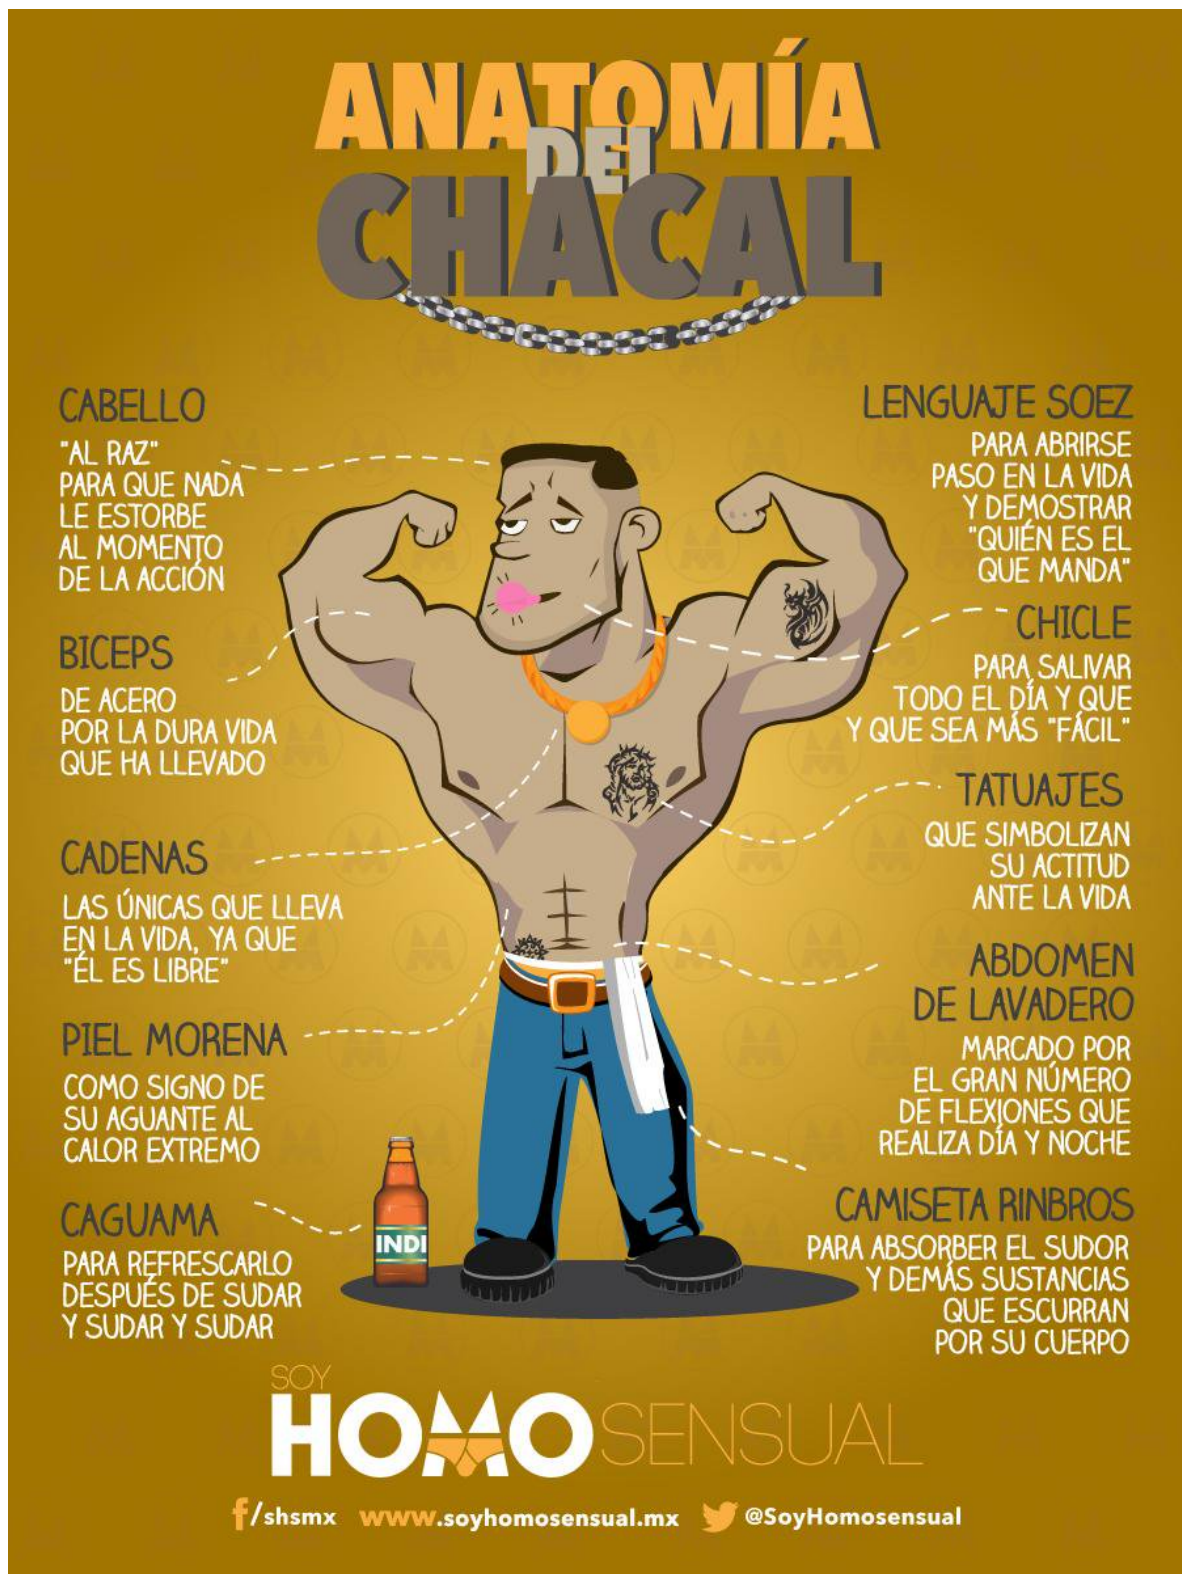 ANATOMÍA
DEL
CHACAL
CABELLO
"AL RAZ"
PARA QUE NADA
LE ESTORBE
AL MOMENTO
DE LA ACCIÓN
BICEPS
DE ACERO
POR LA DURA VIDA
QUE HA LLEVADO
CADENAS
LAS ÚNICAS QUE LLEVA
EN LA VIDA, YA QUE
"ÉL ES LIBRE"
PIEL MORENA
COMO SIGNO DE
SU AGUANTE AL
CALOR EXTREMO
CAGUAMA
PARA REFRESCARLO
DESPUÉS DE SUDAR
Y SUDAR Y SUDAR
INDI
LENGUAJE SOEZ
PARA ABRIRSE
PASO EN LA VIDA
Y DEMOSTRAR
"QUIÉN ES EL
QUE MANDA"
CHICLE
PARA SALIVAR
TODO EL DÍA Y QUE
Y QUE SEA MÁS "FÁCIL"
TATUAJES
QUE SIMBOLIZAN
SU ACTITUD
ANTE LA VIDA
ABDOMEN
DE LAVADERO
MARCADO POR
EL GRAN NÚMERO
DE FLEXIONES QUE
REALIZA DÍA Y NOCHE
CAMISETA RINBROS
PARA ABSORBER EL SUDOR
Y DEMÁS SUSTANCIAS
QUE ESCURRAN
POR SU CUERPO
SOY
HOMOSENSUAL
f/shsmx www.soyhomosensual.mx @SoyHomosensual